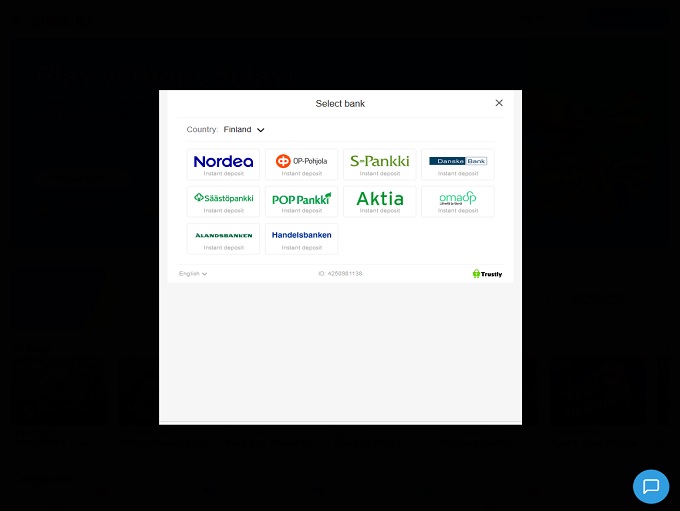 Select bank
Country: Finland
Nordea OP-Pohjola S-Pankki Danske Bank
Instant deposit Instant deposit Instant deposit Instant deposit
Säästöpankki POP Pankki Aktia omasp
Instant deposit Instant deposit Instant deposit Instant deposit
ÅLANDSBANKEN Handelsbanken
Instant deposit Instant deposit
English ID: 4250981138 Trustly